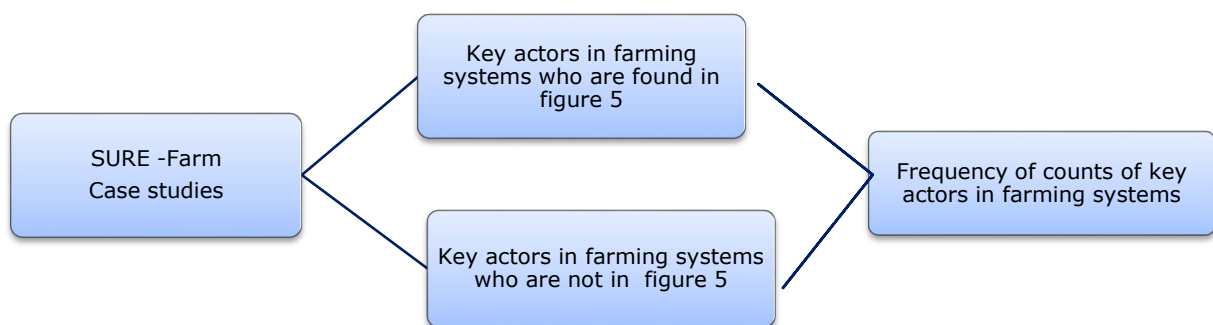 SURE -Farm
Case studies
Key actors in farming
systems who are found in
figure 5
Key actors in farming systems
who are not in  figure 5
Frequency of counts of key
actors in farming systems